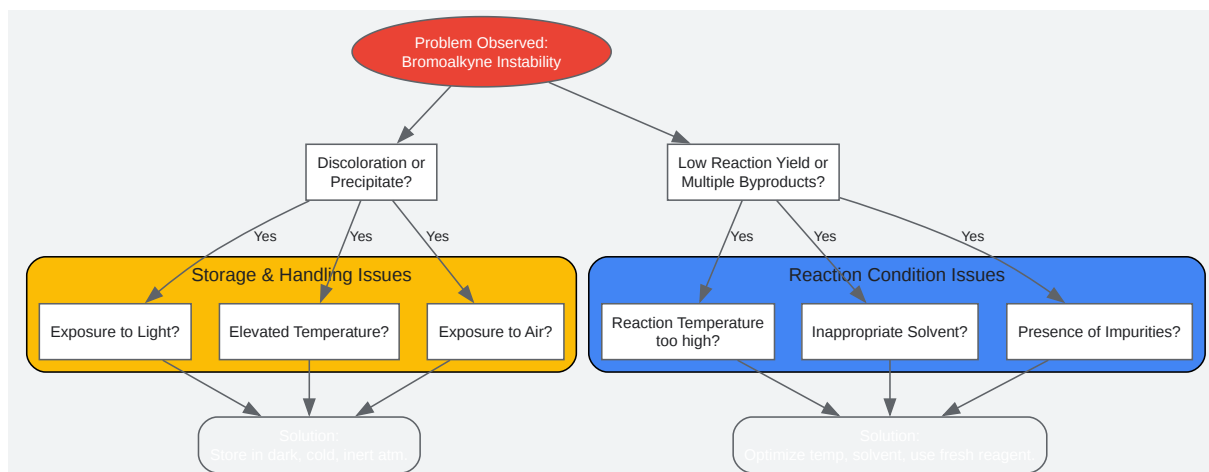 Problem Observed:
Bromoalkyne Instability
Discoloration or
Precipitate?
Low Reaction Yield or
Multiple Byproducts?
Yes
Yes
Yes
Yes
Yes
Yes
Storage & Handling Issues
Reaction Condition Issues
Exposure to Light?
Elevated Temperature?
Exposure to Air?
Reaction Temperature
too high?
Inappropriate Solvent?
Presence of Impurities?
Solution:
Store in dark, cold, inert atm.
Solution:
Optimize temp, solvent, use fresh reagent.